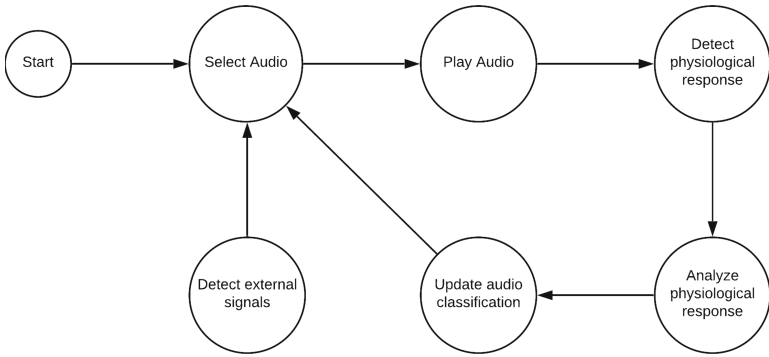 Start
Select Audio
Play Audio
Detect
physiological
response
Detect external
signals
Update audio
classification
Analyze
physiological
response